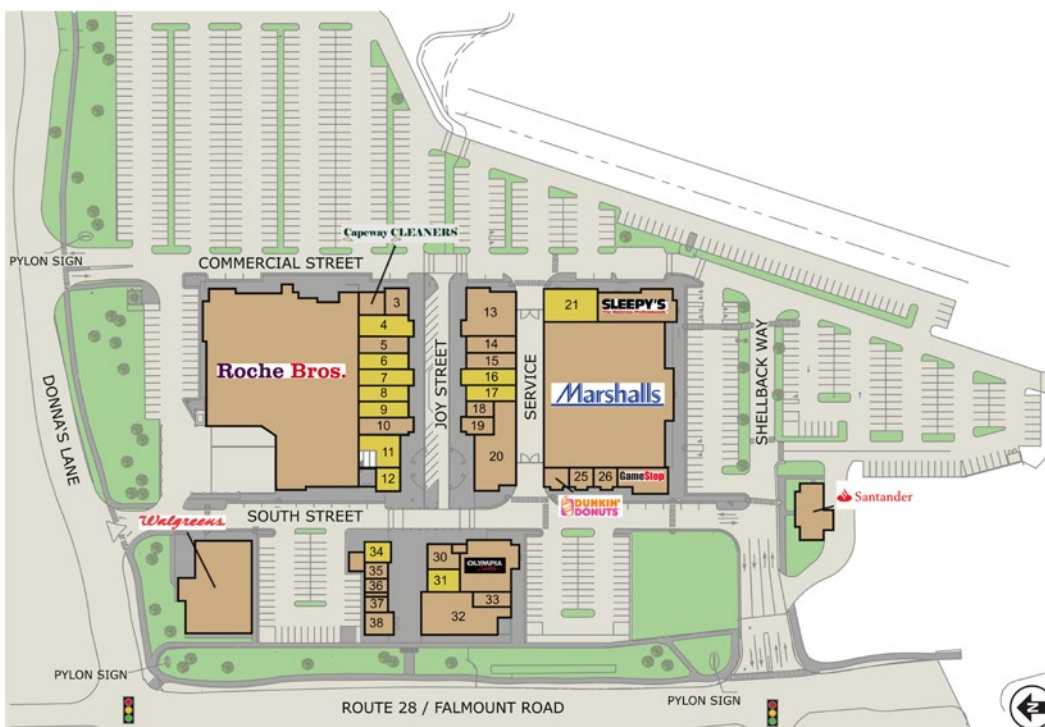 Capeway CLEANERS
PYLON SIGN
COMMERCIAL STREET
3
4
5
6
7
8
9
10
11
12
Roche Bros.
JOY STREET
13
14
15
16
17
18
19
20
SERVICE
21
SLEEPY'S
The Mattress Professionals
Marshalls
25
26
GameStop
DUNKIN'
DONUTS
SHELLBACK WAY
DONNA'S LANE
Santander
SOUTH STREET
Walgreens
34
35
36
37
38
30
31
32
33
OLYMPIA
PYLON SIGN
PYLON SIGN
ROUTE 28 / FALMOUNT ROAD
N